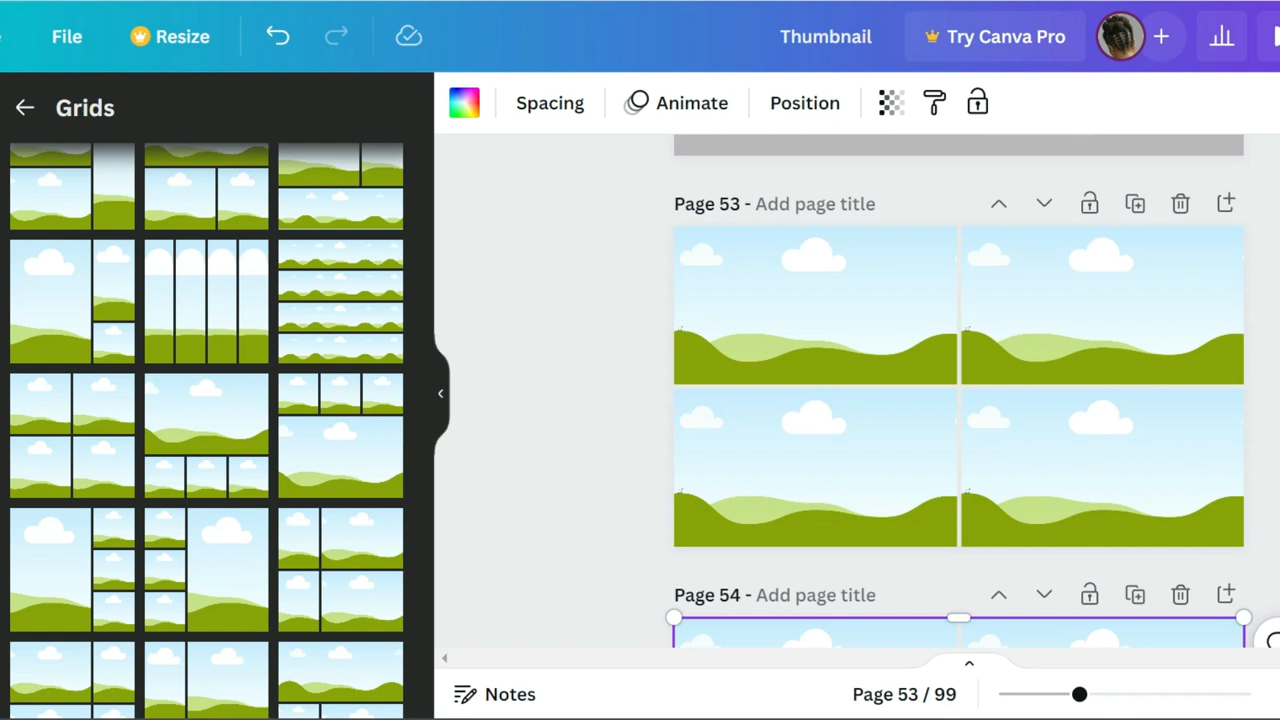 File
Resize
Thumbnail
Try Canva Pro
Grids
Spacing
Animate
Position
Page 53 - Add page title
Page 54 - Add page title
Notes
Page 53 / 99